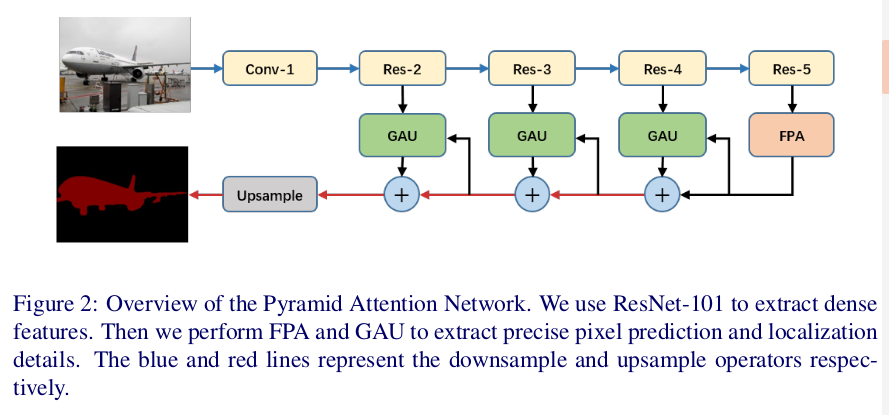 Conv-1 Res-2 Res-3 Res-4 Res-5
GAU GAU GAU FPA
Upsample + + +
Figure 2: Overview of the Pyramid Attention Network. We use ResNet-101 to extract dense
features. Then we perform FPA and GAU to extract precise pixel prediction and localization
details. The blue and red lines represent the downsample and upsample operators respec-
tively.